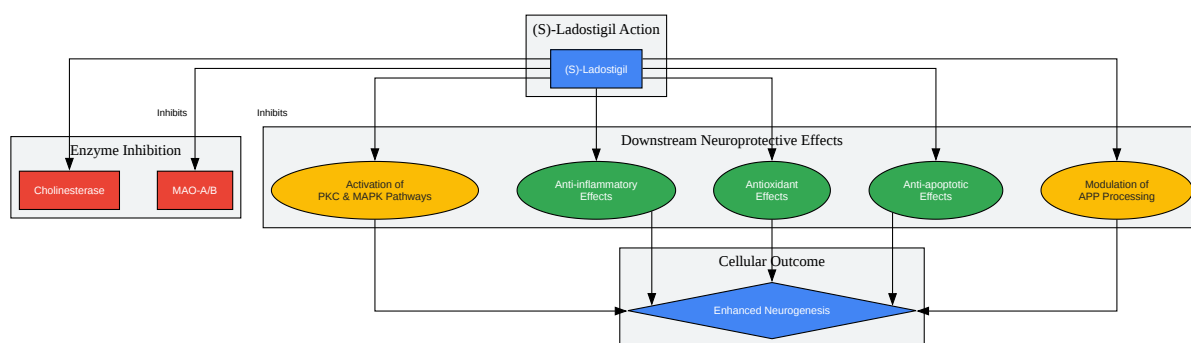 (S)-Ladostigil Action
(S)-Ladostigil
Inhibits
Inhibits
Enzyme Inhibition
Cholinesterase
MAO-A/B
Downstream Neuroprotective Effects
Activation of
PKC & MAPK Pathways
Anti-inflammatory
Effects
Antioxidant
Effects
Anti-apoptotic
Effects
Modulation of
APP Processing
Cellular Outcome
Enhanced Neurogenesis